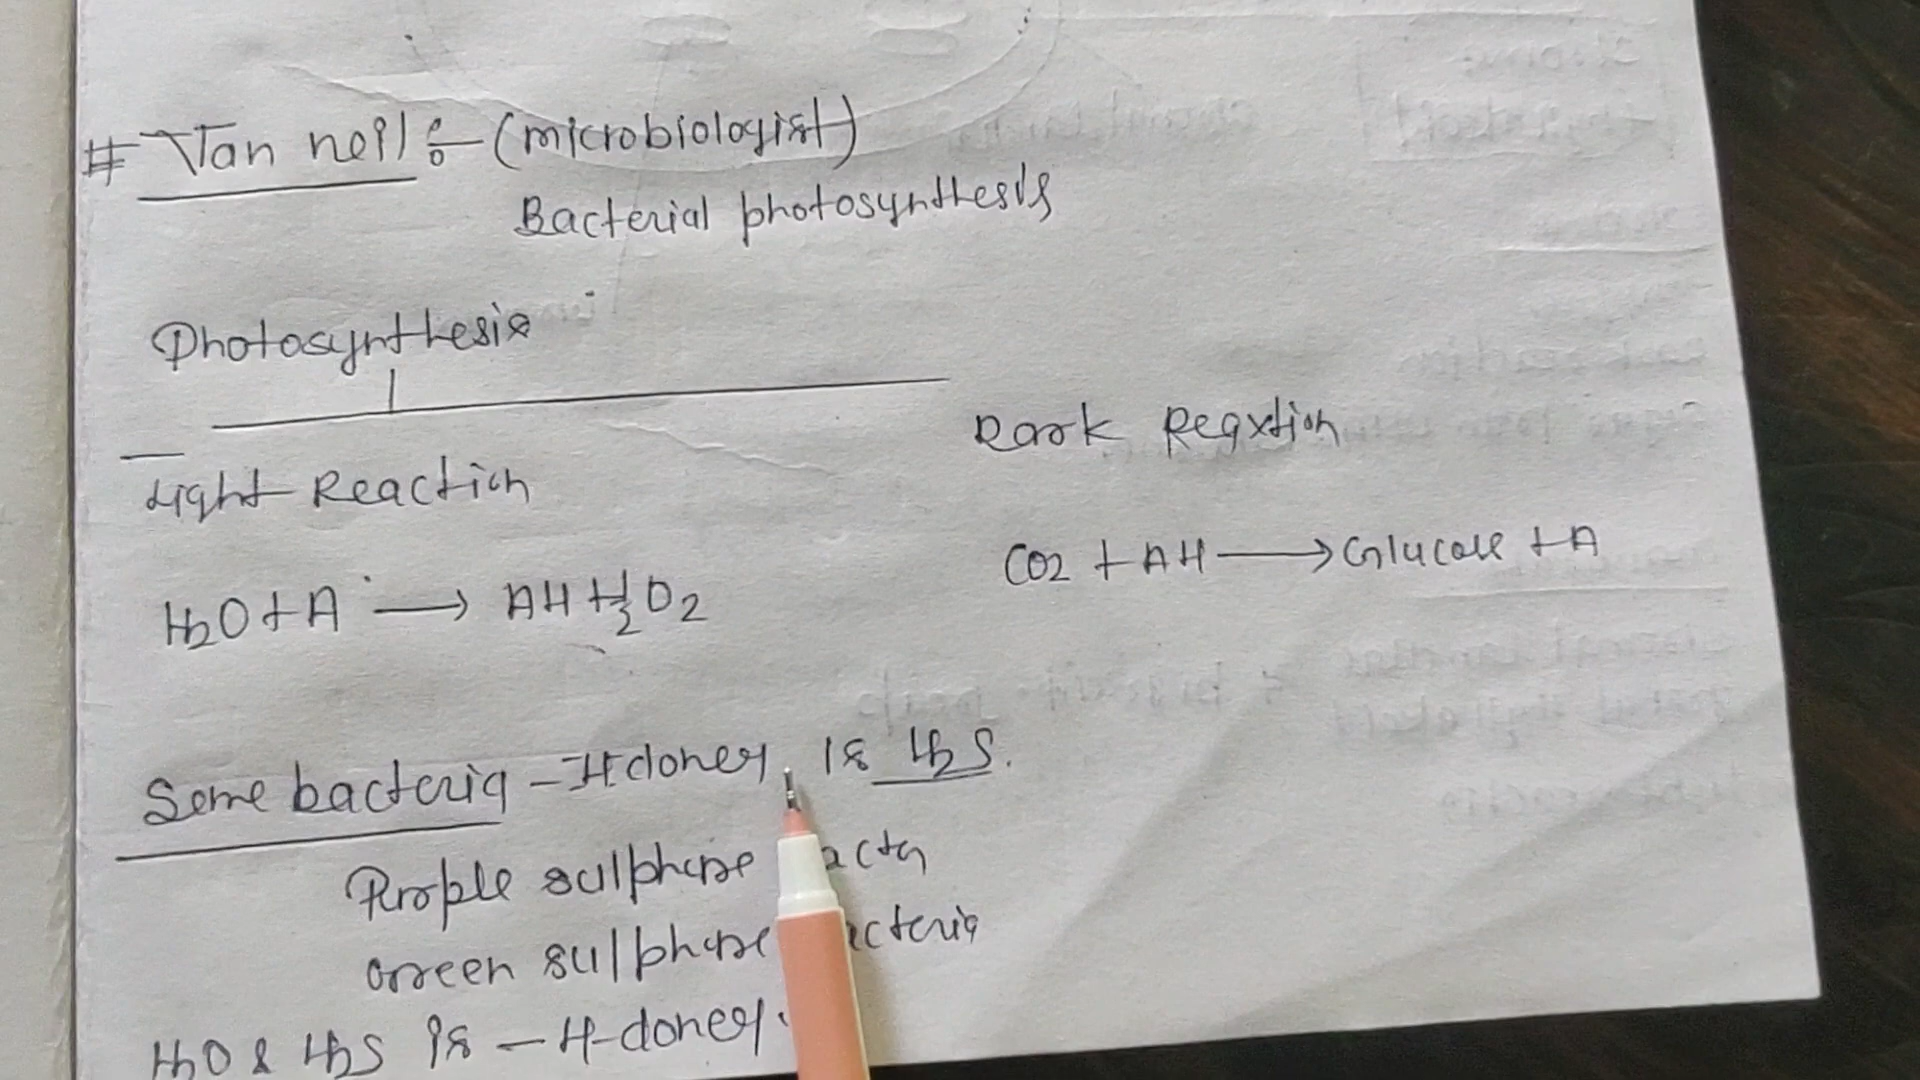 # Van neil :- (microbiologist)
Bacterial photosynthesis
Photosynthesis
Light Reaction
Dark Reaction
H2O + A → AH + 1/2 O2
CO2 + AH → Glucose + A
Some bacteria - H doner is H2S.
Purple sulphure
Green sulphure
H2O & H2S is - H-doner.